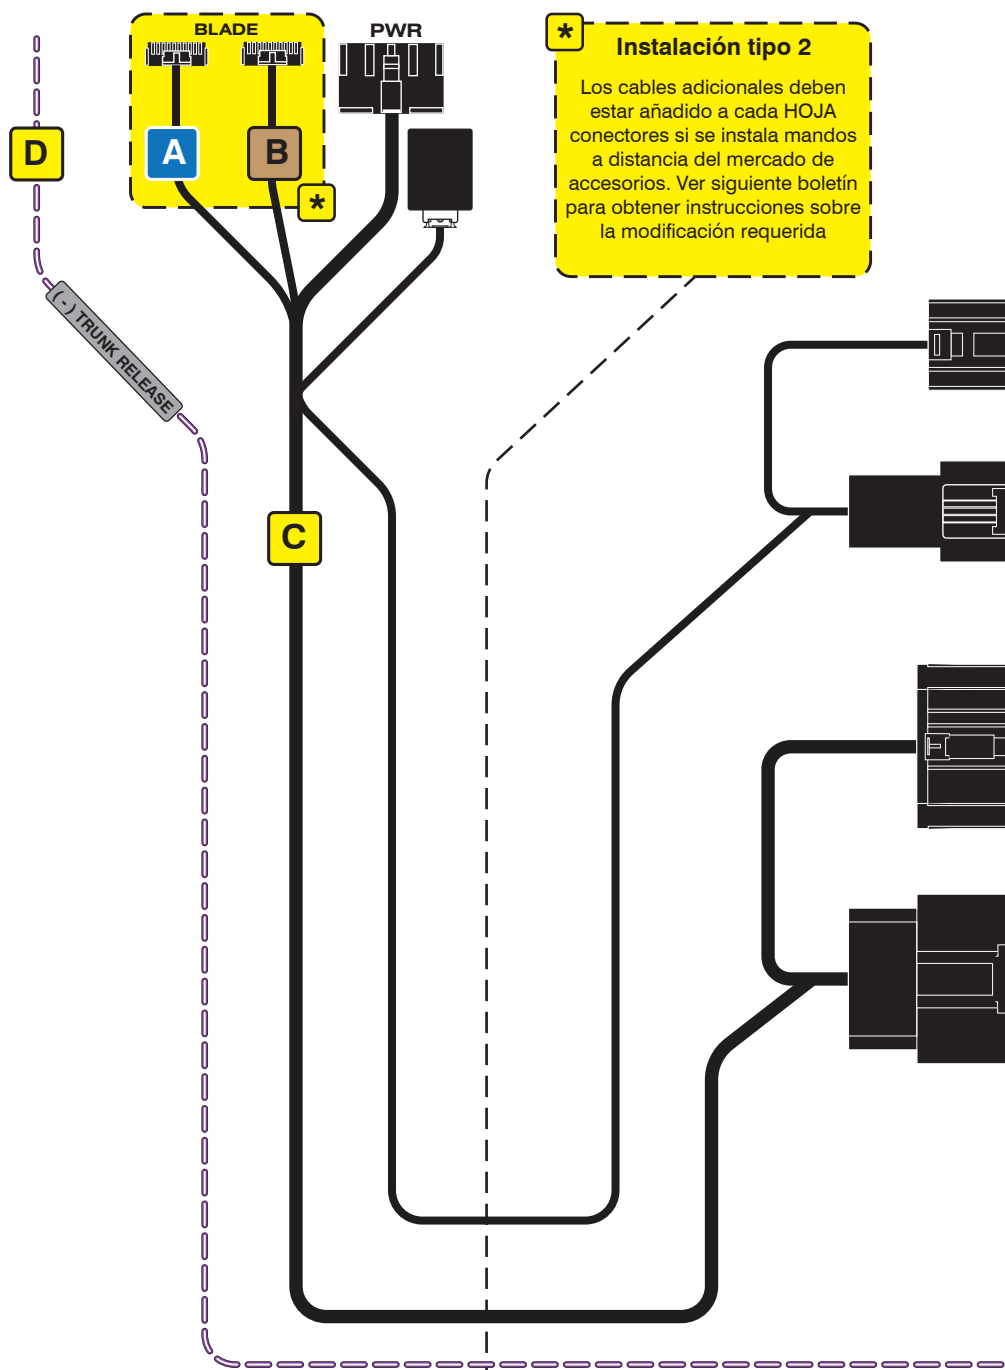 BLADE
PWR
A
B
*
D
(-) TRUNK RELEASE
C
*
Instalación tipo 2
Los cables adicionales deben
estar añadido a cada HOJA
conectores si se instala mandos
a distancia del mercado de
accesorios. Ver siguiente boletín
para obtener instrucciones sobre
la modificación requerida